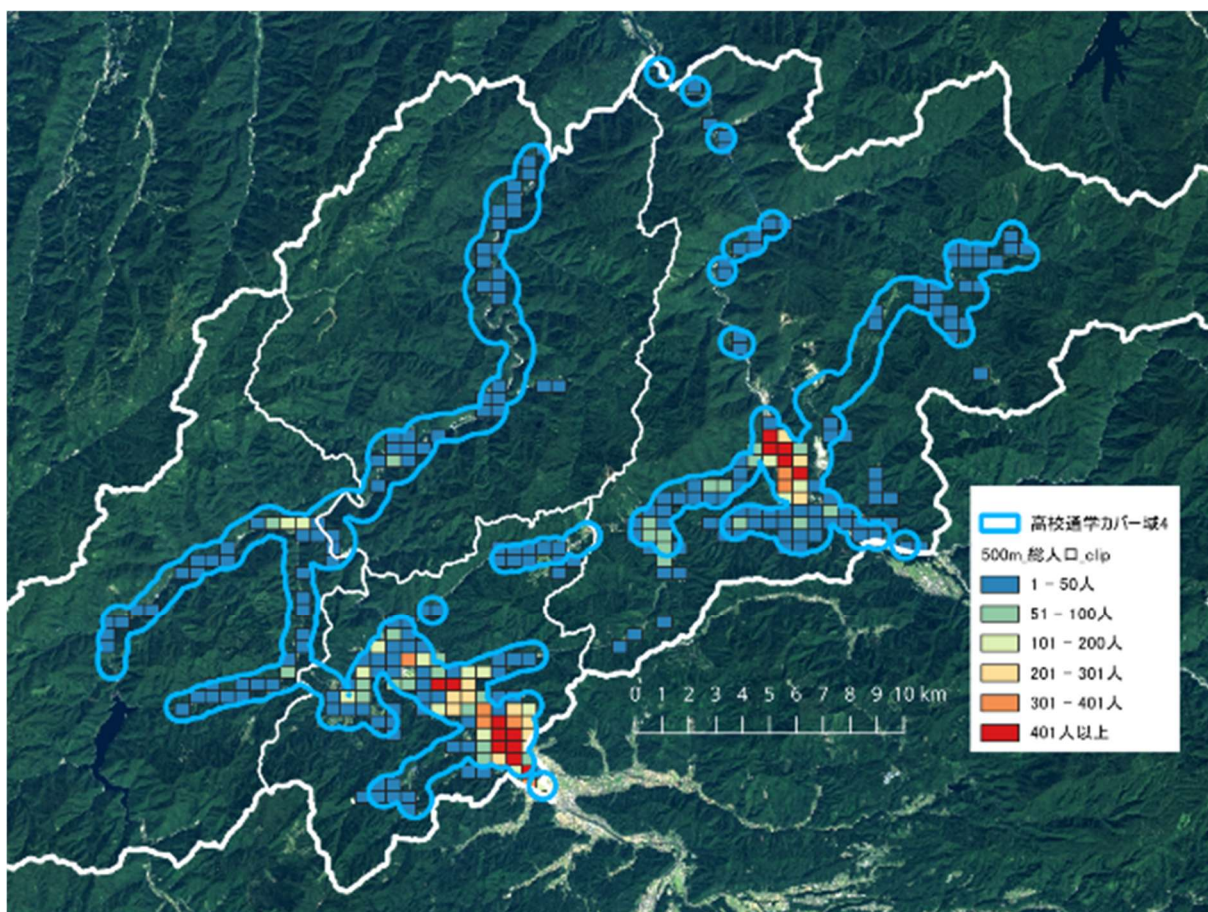 0 1 2 3 4 5 6 7 8 9 10 km
高校通学カバー域4
500m_総人口_clip
1 - 50人
51 - 100人
101 - 200人
201 - 301人
301 - 401人
401人以上